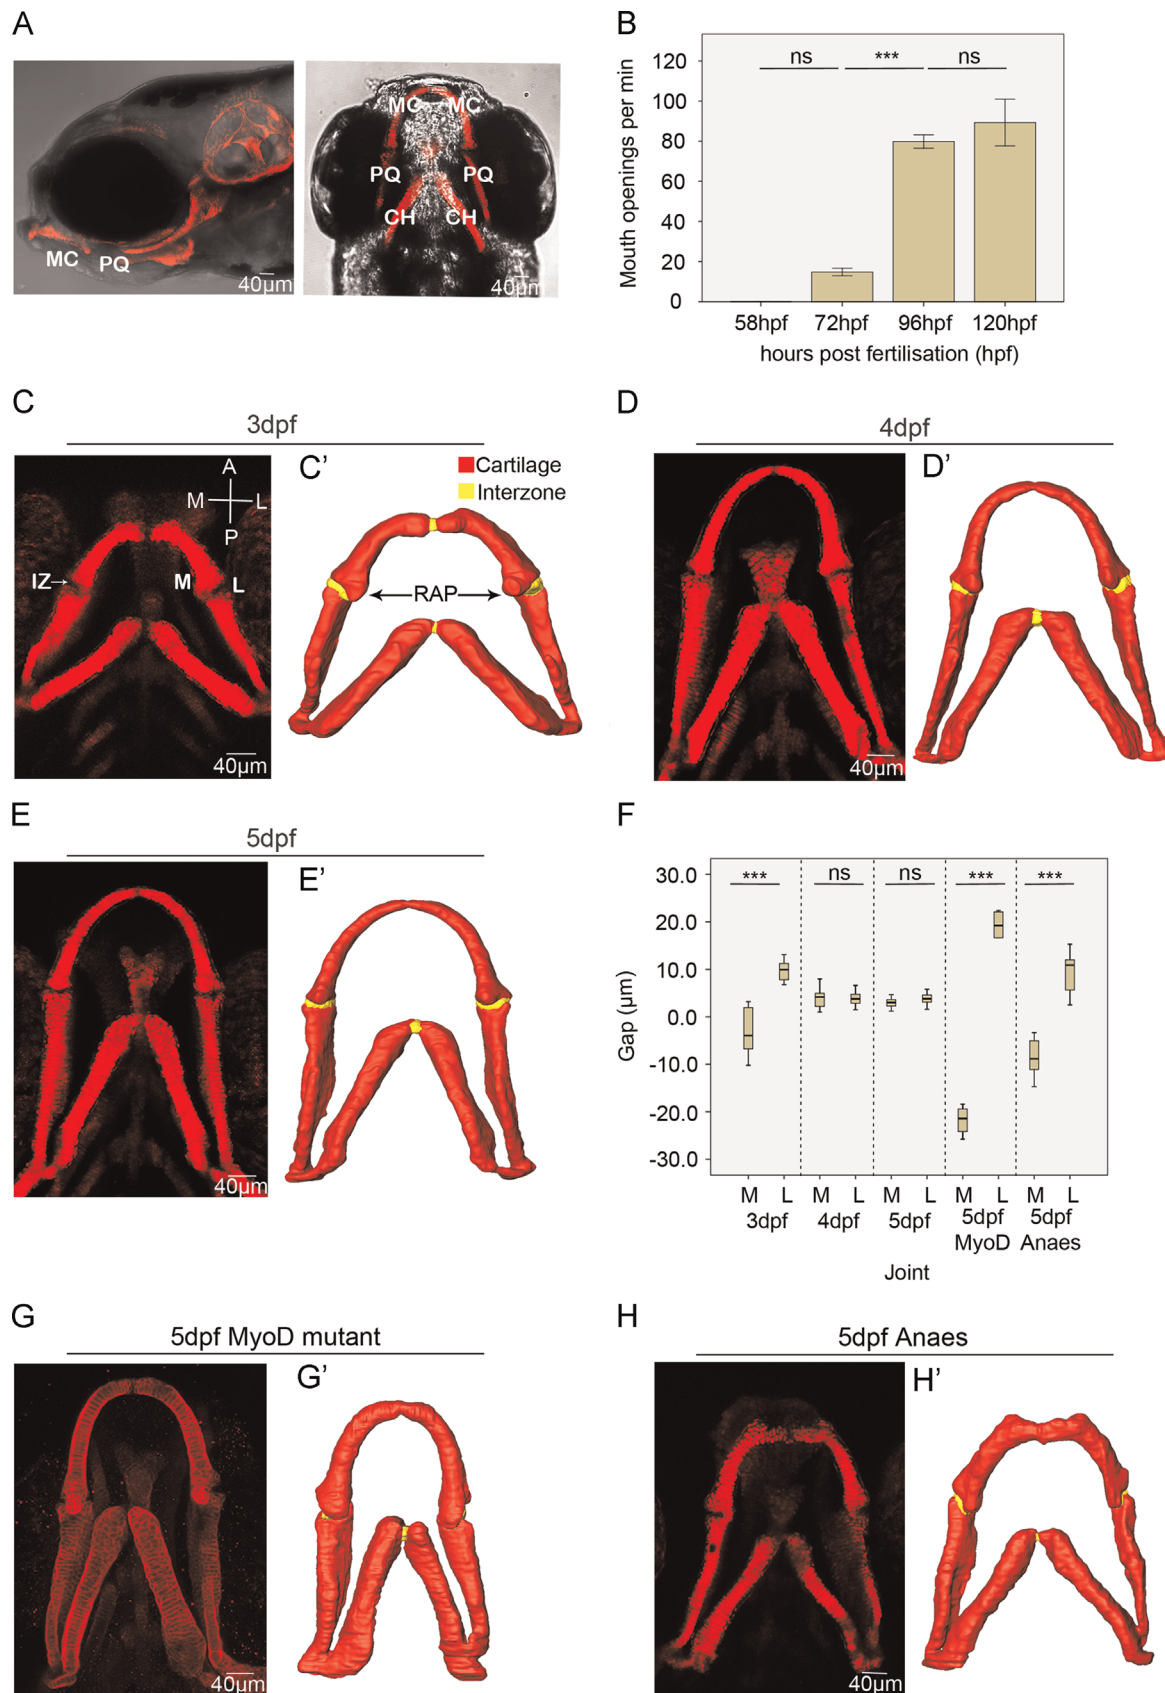 A
B
MC
PQ
40µm
MC
MC
PQ
PQ
CH
CH
40µm
Mouth openings per min
120
100
80
60
40
20
0
ns
***
ns
58hpf
72hpf
96hpf
120hpf
hours post fertilisation (hpf)
C
3dpf
A
M
L
P
IZ→
M
L
40µm
C'
Cartilage
Interzone
RAP
D
4dpf
40µm
D'
E
5dpf
40µm
E'
F
Gap (µm)
30.0
20.0
10.0
0.0
-10.0
-20.0
-30.0
***
ns
ns
***
***
M L M L M L M L M L
3dpf 4dpf 5dpf 5dpf 5dpf
MyoD Anaes
Joint
G
5dpf MyoD mutant
40µm
G'
H
5dpf Anaes
40µm
H'